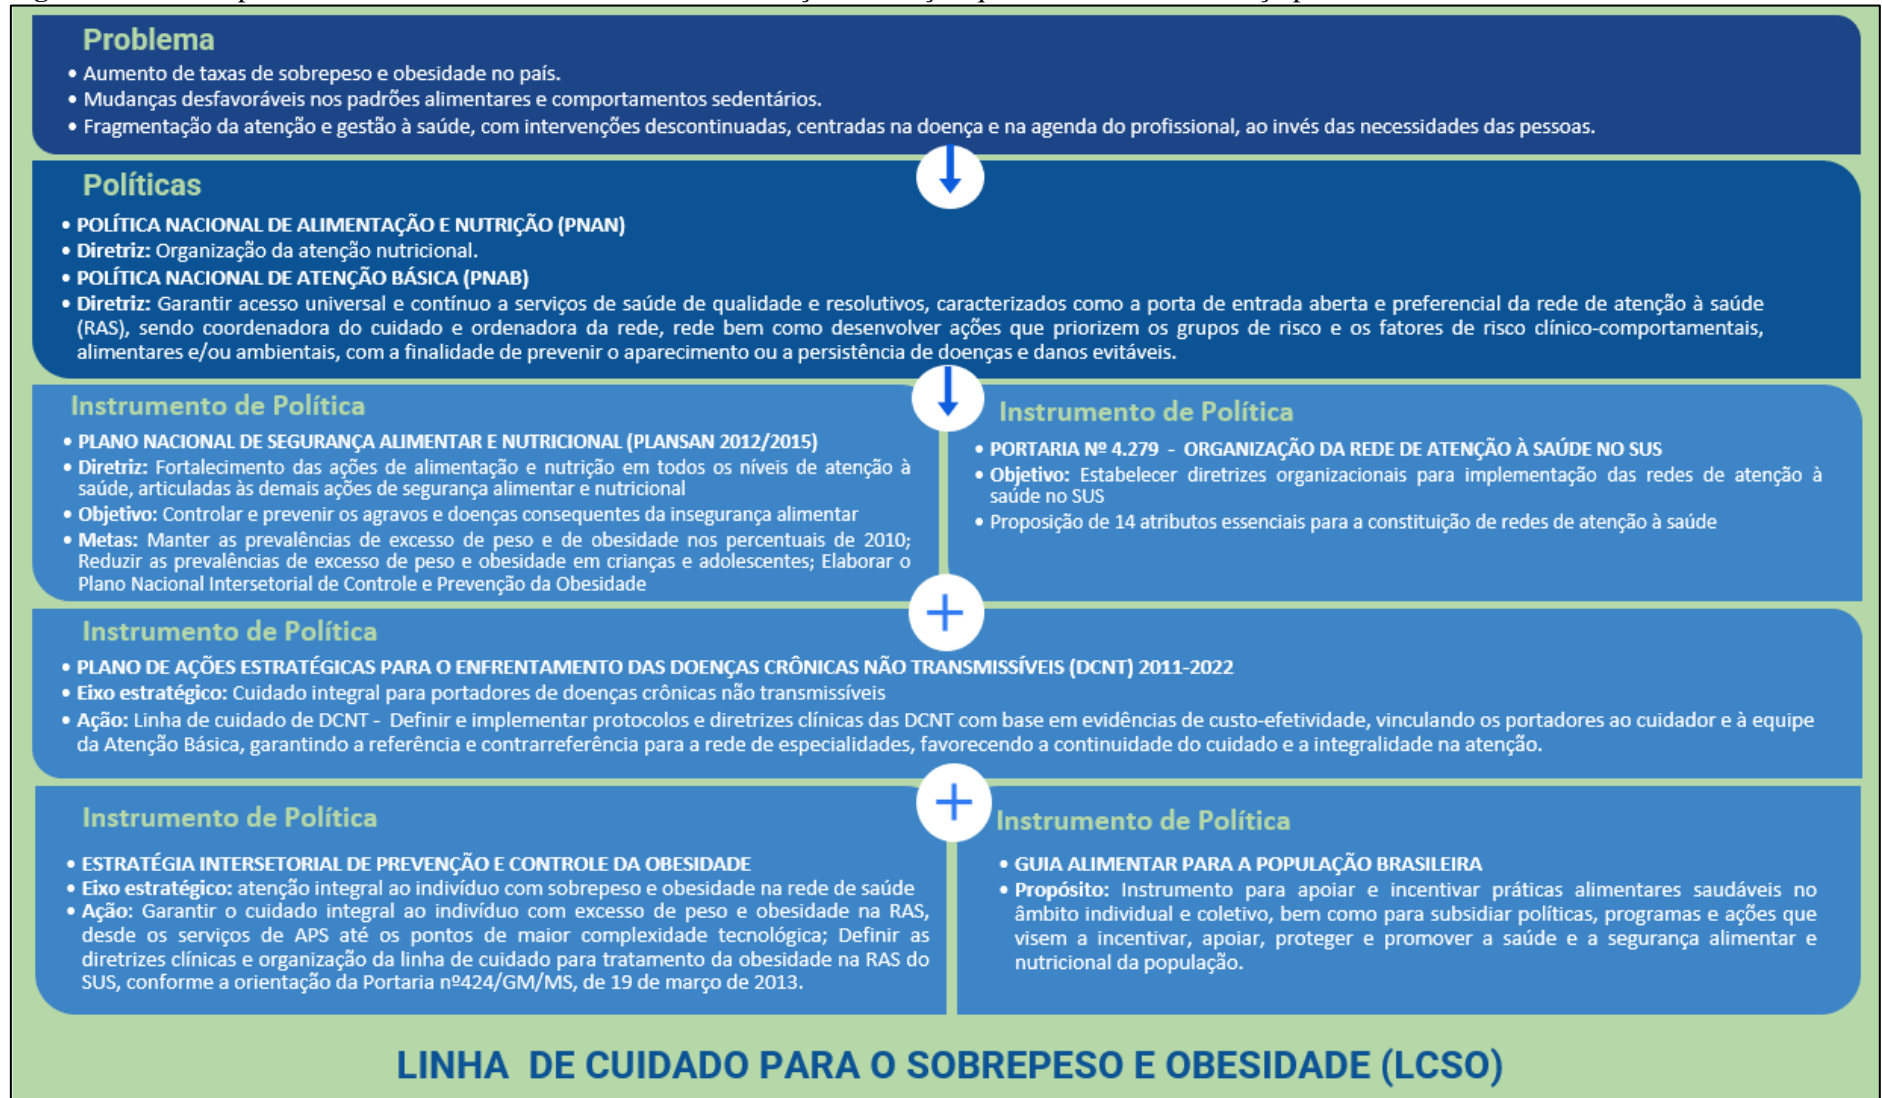 Problema
• Aumento de taxas de sobrepeso e obesidade no país.
• Mudanças desfavoráveis nos padrões alimentares e comportamentos sedentários.
• Fragmentação da atenção e gestão à saúde, com intervenções descontinuadas, centradas na doença e na agenda do profissional, ao invés das necessidades das pessoas.
Políticas
• POLÍTICA NACIONAL DE ALIMENTAÇÃO E NUTRIÇÃO (PNAN)
• Diretriz: Organização da atenção nutricional.
• POLÍTICA NACIONAL DE ATENÇÃO BÁSICA (PNAB)
• Diretriz: Garantir acesso universal e contínuo a serviços de saúde de qualidade e resolutivos, caracterizados como a porta de entrada aberta e preferencial da rede de atenção à saúde
(RAS), sendo coordenadora do cuidado e ordenadora da rede, rede bem como desenvolver ações que priorizem os grupos de risco e os fatores de risco clínico-comportamentais,
alimentares e/ou ambientais, com a finalidade de prevenir o aparecimento ou a persistência de doenças e danos evitáveis.
Instrumento de Política
• PLANO NACIONAL DE SEGURANÇA ALIMENTAR E NUTRICIONAL (PLANSAN 2012/2015)
• Diretriz: Fortalecimento das ações de alimentação e nutrição em todos os níveis de atenção à
saúde, articuladas às demais ações de segurança alimentar e nutricional
• Objetivo: Controlar e prevenir os agravos e doenças consequentes da insegurança alimentar
• Metas: Manter as prevalências de excesso de peso e de obesidade nos percentuais de 2010;
Reduzir as prevalências de excesso de peso e obesidade em crianças e adolescentes; Elaborar o
Plano Nacional Intersetorial de Controle e Prevenção da Obesidade
Instrumento de Política
• PORTARIA Nº 4.279 - ORGANIZAÇÃO DA REDE DE ATENÇÃO À SAÚDE NO SUS
• Objetivo: Estabelecer diretrizes organizacionais para implementação das redes de atenção à
saúde no SUS
• Proposição de 14 atributos essenciais para a constituição de redes de atenção à saúde
Instrumento de Política
• PLANO DE AÇÕES ESTRATÉGICAS PARA O ENFRENTAMENTO DAS DOENÇAS CRÔNICAS NÃO TRANSMISSÍVEIS (DCNT) 2011-2022
• Eixo estratégico: Cuidado integral para portadores de doenças crônicas não transmissíveis
• Ação: Linha de cuidado de DCNT - Definir e implementar protocolos e diretrizes clínicas das DCNT com base em evidências de custo-efetividade, vinculando os portadores ao cuidador e à equipe
da Atenção Básica, garantindo a referência e contrarreferência para a rede de especialidades, favorecendo a continuidade do cuidado e a integralidade na atenção.
Instrumento de Política
• ESTRATÉGIA INTERSETORIAL DE PREVENÇÃO E CONTROLE DA OBESIDADE
• Eixo estratégico: atenção integral ao indivíduo com sobrepeso e obesidade na rede de saúde
• Ação: Garantir o cuidado integral ao indivíduo com excesso de peso e obesidade na RAS,
desde os serviços de APS até os pontos de maior complexidade tecnológica; Definir as
diretrizes clínicas e organização da linha de cuidado para tratamento da obesidade na RAS do
SUS, conforme a orientação da Portaria nº424/GM/MS, de 19 de março de 2013.
Instrumento de Política
• GUIA ALIMENTAR PARA A POPULAÇÃO BRASILEIRA
• Propósito: Instrumento para apoiar e incentivar práticas alimentares saudáveis no
âmbito individual e coletivo, bem como para subsidiar políticas, programas e ações que
visem a incentivar, apoiar, proteger e promover a saúde e a segurança alimentar e
nutricional da população.
LINHA DE CUIDADO PARA O SOBREPESO E OBESIDADE (LCSO)